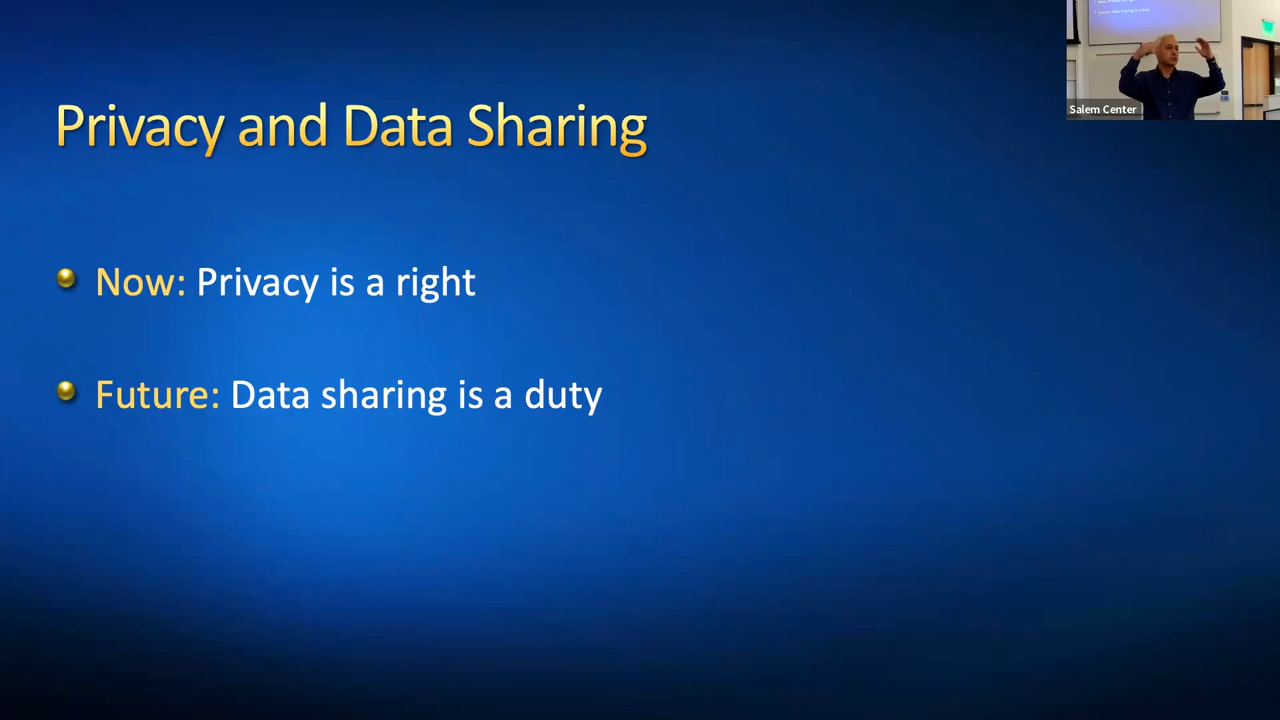 Privacy and Data Sharing
Now: Privacy is a right
Future: Data sharing is a duty
Salem Center